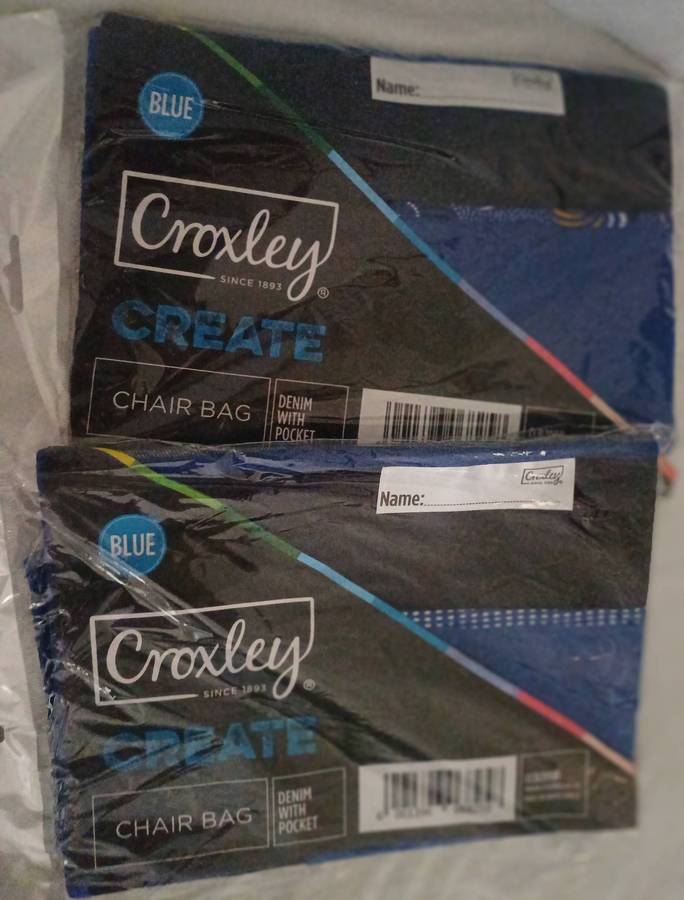 BLUE
Name:
Croxley
SINCE 1893
®
CREATE
CHAIR BAG
DENIM
WITH
POCKET
Croxley
Name:
BLUE
Croxley
SINCE 1893
®
CREATE
CHAIR BAG
DENIM
WITH
POCKET